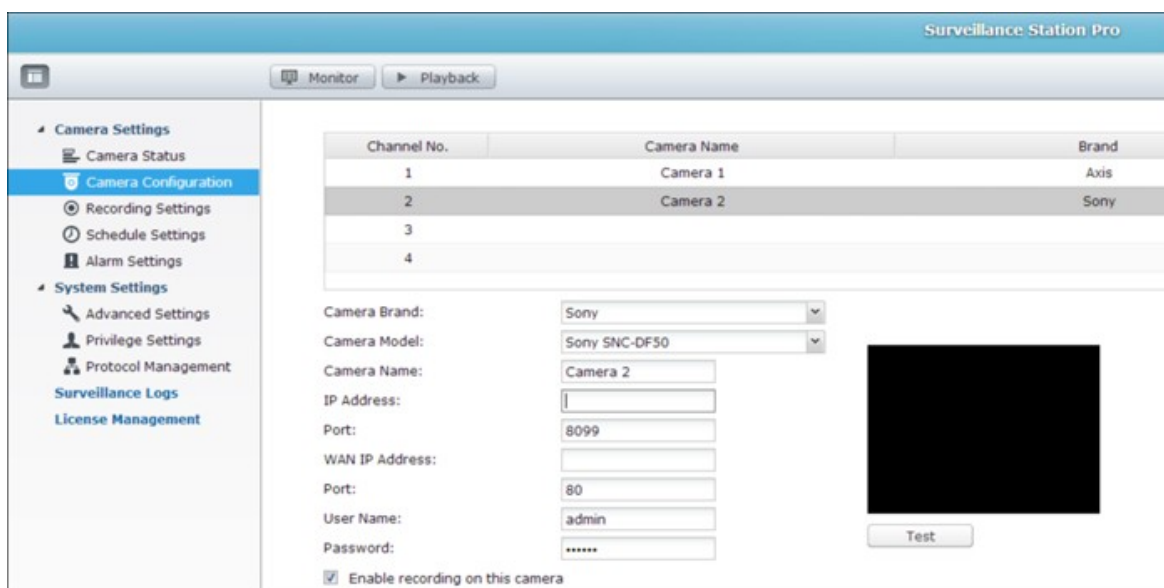 Surveillance Station Pro
Monitor Playback
Camera Settings
Camera Status
Camera Configuration
Recording Settings
Schedule Settings
Alarm Settings
System Settings
Advanced Settings
Privilege Settings
Protocol Management
Surveillance Logs
License Management
Channel No. Camera Name Brand
1 Camera 1 Axis
2 Camera 2 Sony
3
4
Camera Brand: Sony
Camera Model: Sony SNC-DF50
Camera Name: Camera 2
IP Address:
Port: 8099
WAN IP Address:
Port: 80
User Name: admin
Password: ••••••
Enable recording on this camera
Test